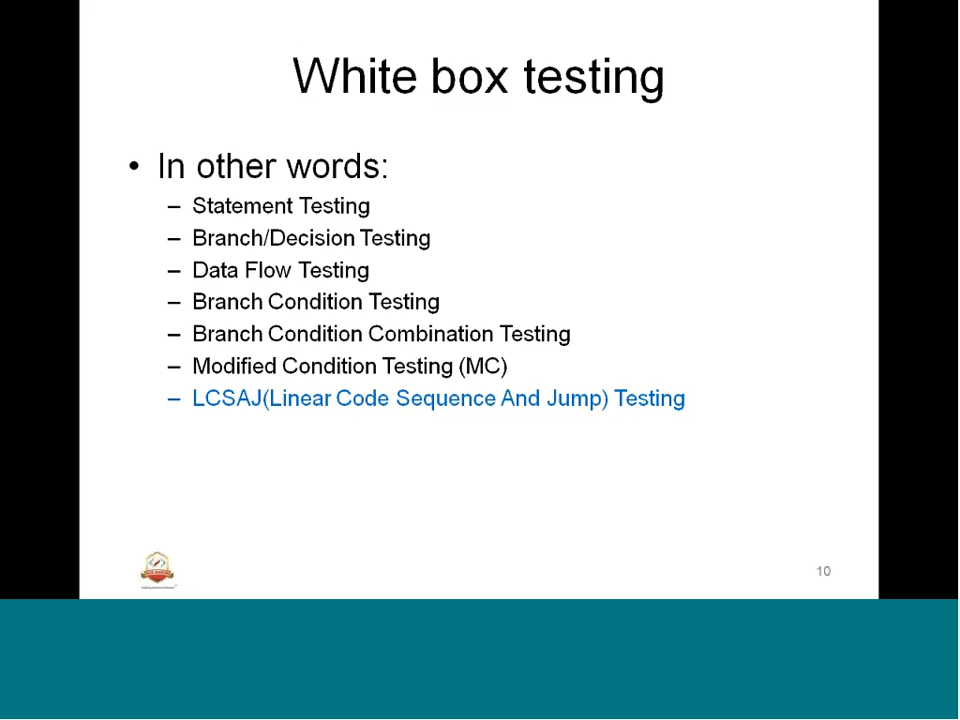 White box testing
• In other words:
– Statement Testing
– Branch/Decision Testing
– Data Flow Testing
– Branch Condition Testing
– Branch Condition Combination Testing
– Modified Condition Testing (MC)
– LCSAJ(Linear Code Sequence And Jump) Testing
10